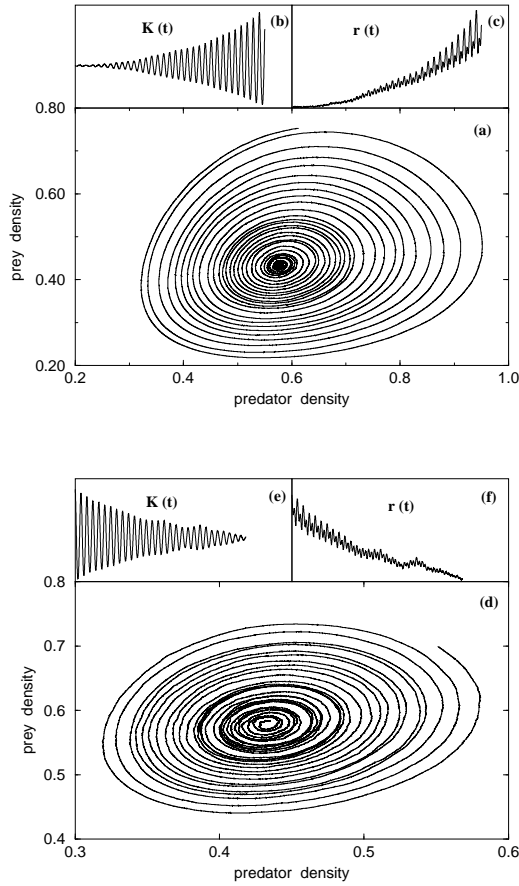 K (t) (b) r (t) (c)
0.80
(a)
0.60
prey density
0.40
0.20
0.2 0.4 0.6 0.8 1.0
predator density
K (t) (e) r (t) (f)
0.8
(d)
0.7
prey density
0.6
0.5
0.4
0.3 0.4 0.5 0.6
predator density